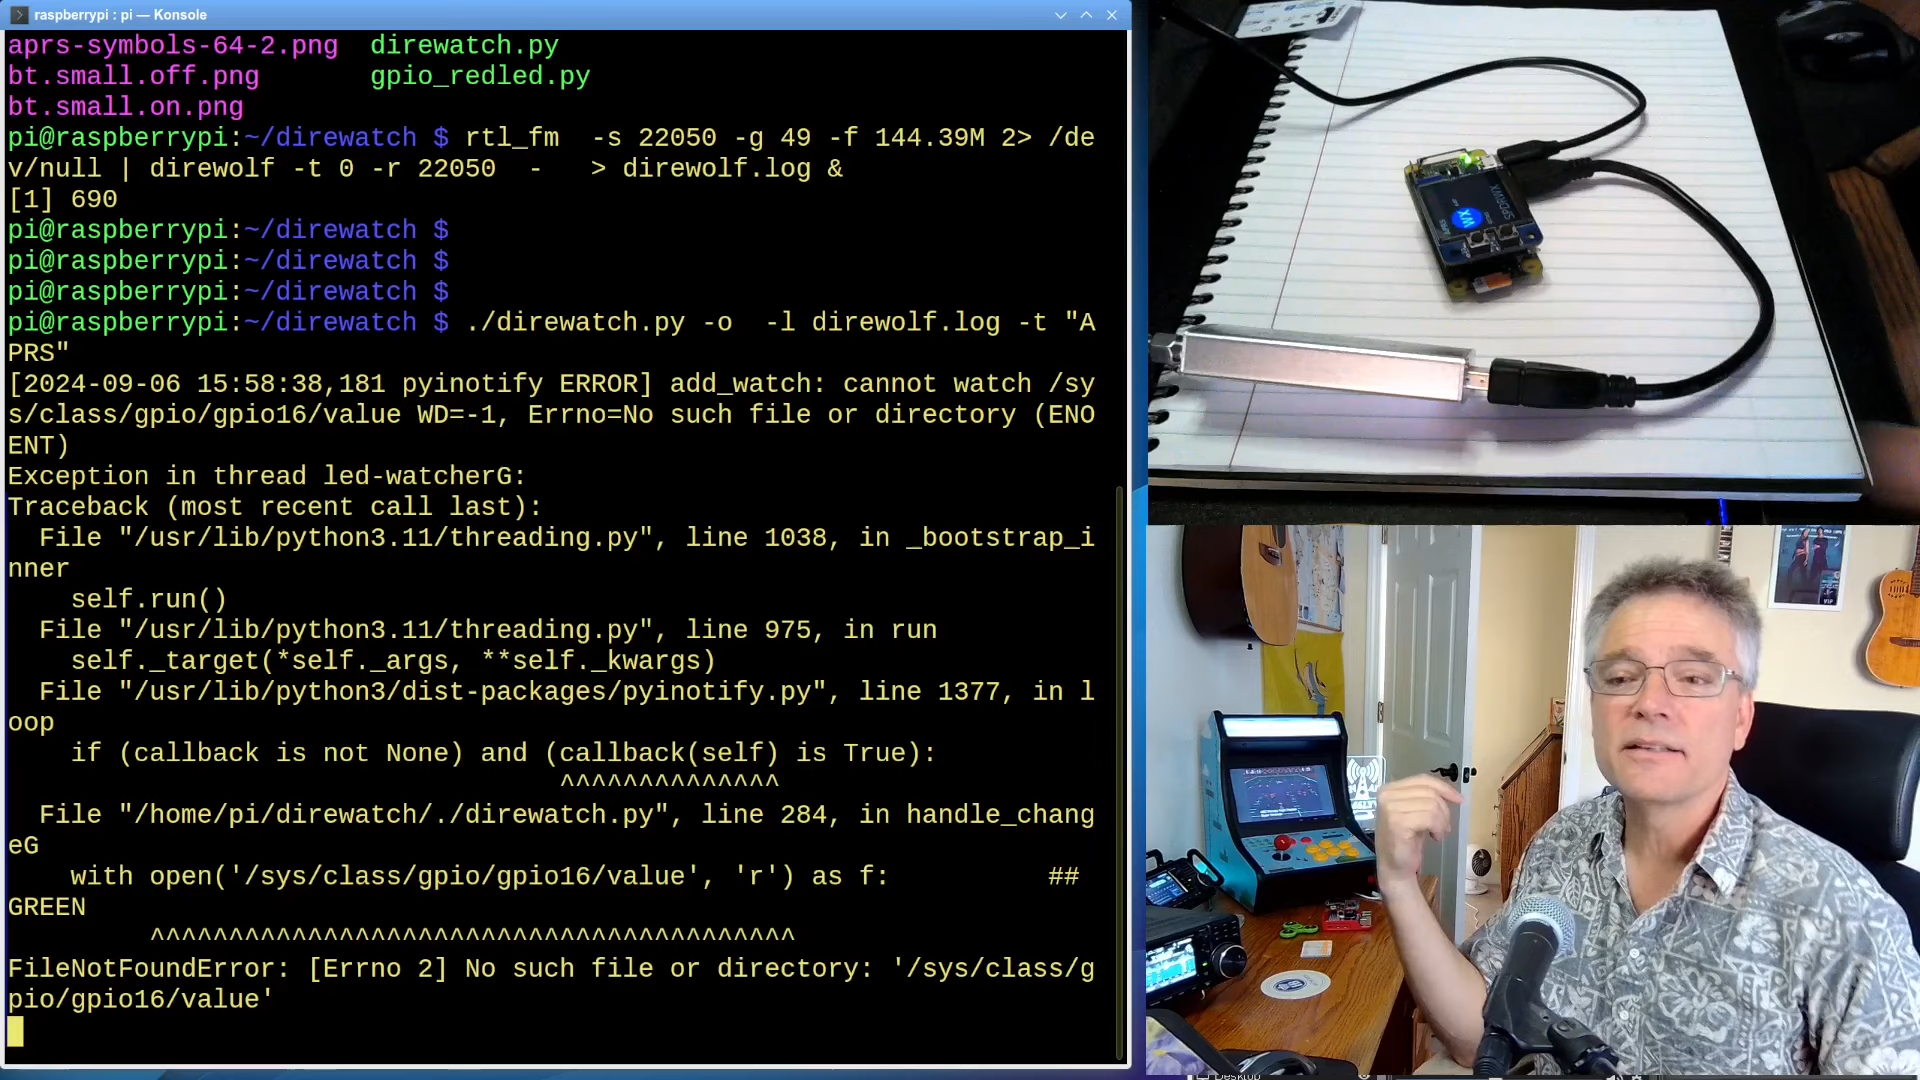 raspberrypi : pi — Konsole
aprs-symbols-64-2.png  direwatch.py
bt.small.off.png       gpio_redled.py
bt.small.on.png
pi@raspberrypi:~/direwatch $ rtl_fm  -s 22050 -g 49 -f 144.39M 2> /de
v/null | direwolf -t 0 -r 22050  -   > direwolf.log &
[1] 690
pi@raspberrypi:~/direwatch $
pi@raspberrypi:~/direwatch $
pi@raspberrypi:~/direwatch $
pi@raspberrypi:~/direwatch $ ./direwatch.py -o  -l direwolf.log -t "A
PRS"
[2024-09-06 15:58:38,181 pyinotify ERROR] add_watch: cannot watch /sy
s/class/gpio/gpio16/value WD=-1, Errno=No such file or directory (ENO
ENT)
Exception in thread led-watcherG:
Traceback (most recent call last):
  File "/usr/lib/python3.11/threading.py", line 1038, in _bootstrap_i
nner
    self.run()
  File "/usr/lib/python3.11/threading.py", line 975, in run
    self._target(*self._args, **self._kwargs)
  File "/usr/lib/python3/dist-packages/pyinotify.py", line 1377, in l
oop
    if (callback is not None) and (callback(self) is True):
                                   ^^^^^^^^^^^^^^
  File "/home/pi/direwatch/./direwatch.py", line 284, in handle_chang
eG
    with open('/sys/class/gpio/gpio16/value', 'r') as f:          ##
GREEN
         ^^^^^^^^^^^^^^^^^^^^^^^^^^^^^^^^^^^^^^^^^
FileNotFoundError: [Errno 2] No such file or directory: '/sys/class/g
pio/gpio16/value'
WX
APRS
VIP
Desktop